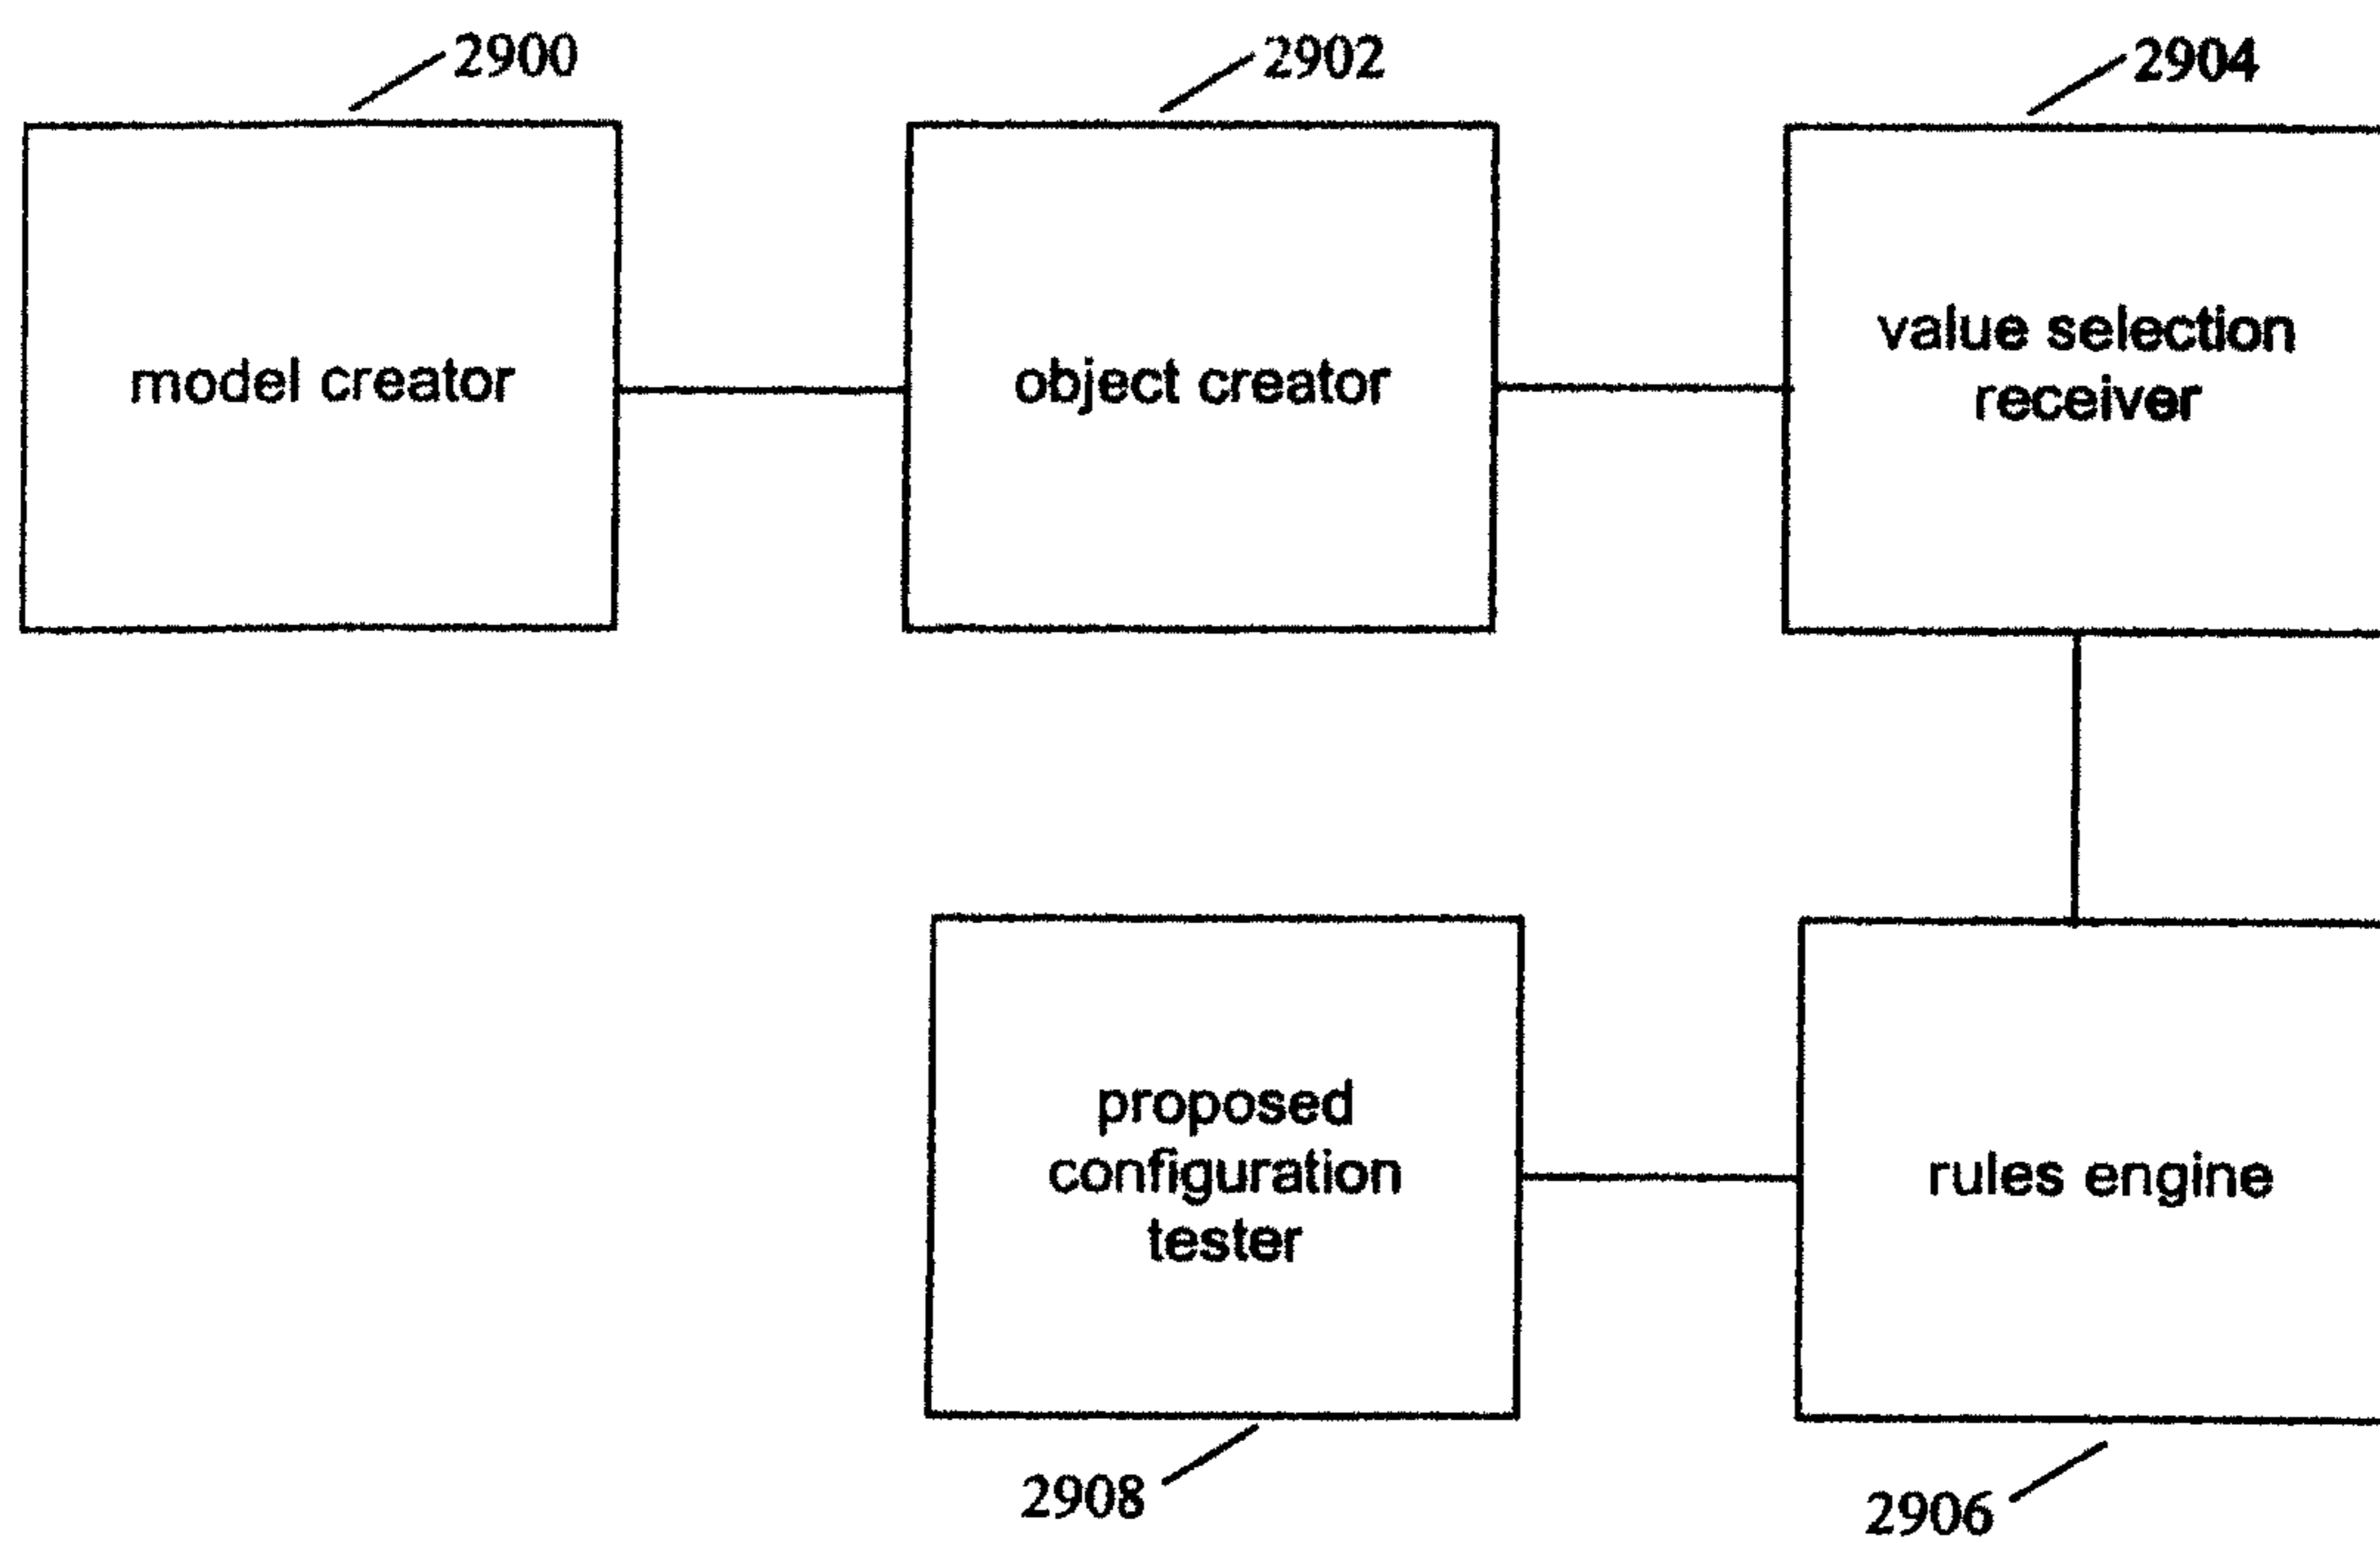 2900
2902
2904
model creator
object creator
value selection
receiver
proposed
configuration
tester
rules engine
2908
2906